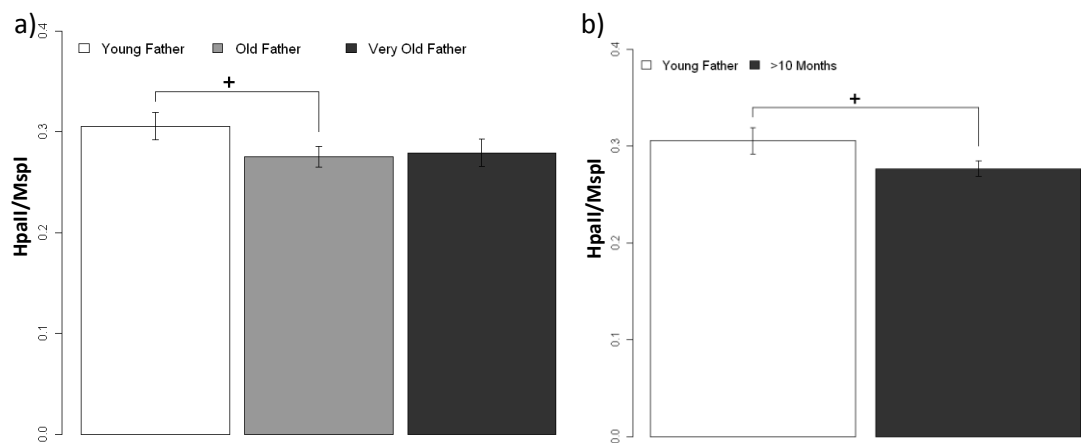 a)
Young Father Old Father Very Old Father
+
HpaII/MspI
0.4
0.3
0.2
0.1
0.0
b)
Young Father >10 Months
+
HpaII/MspI
0.4
0.3
0.2
0.1
0.0